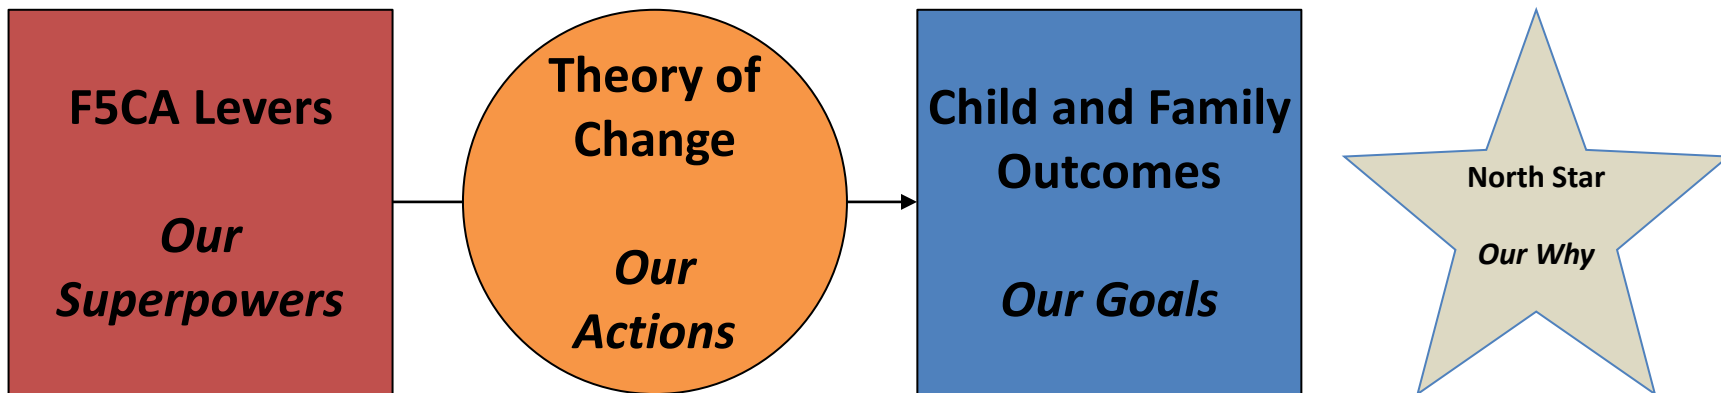 F5CA Levers
Our
Superpowers
Theory of
Change
Our
Actions
Child and Family
Outcomes
Our Goals
North Star
Our Why